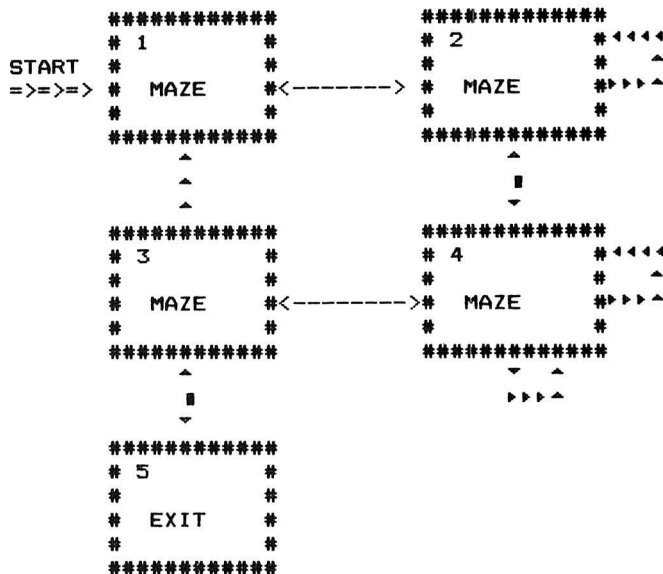 1
2
START
=>=>=> MAZE <-------> MAZE
3
4
MAZE <-------> MAZE
5
EXIT